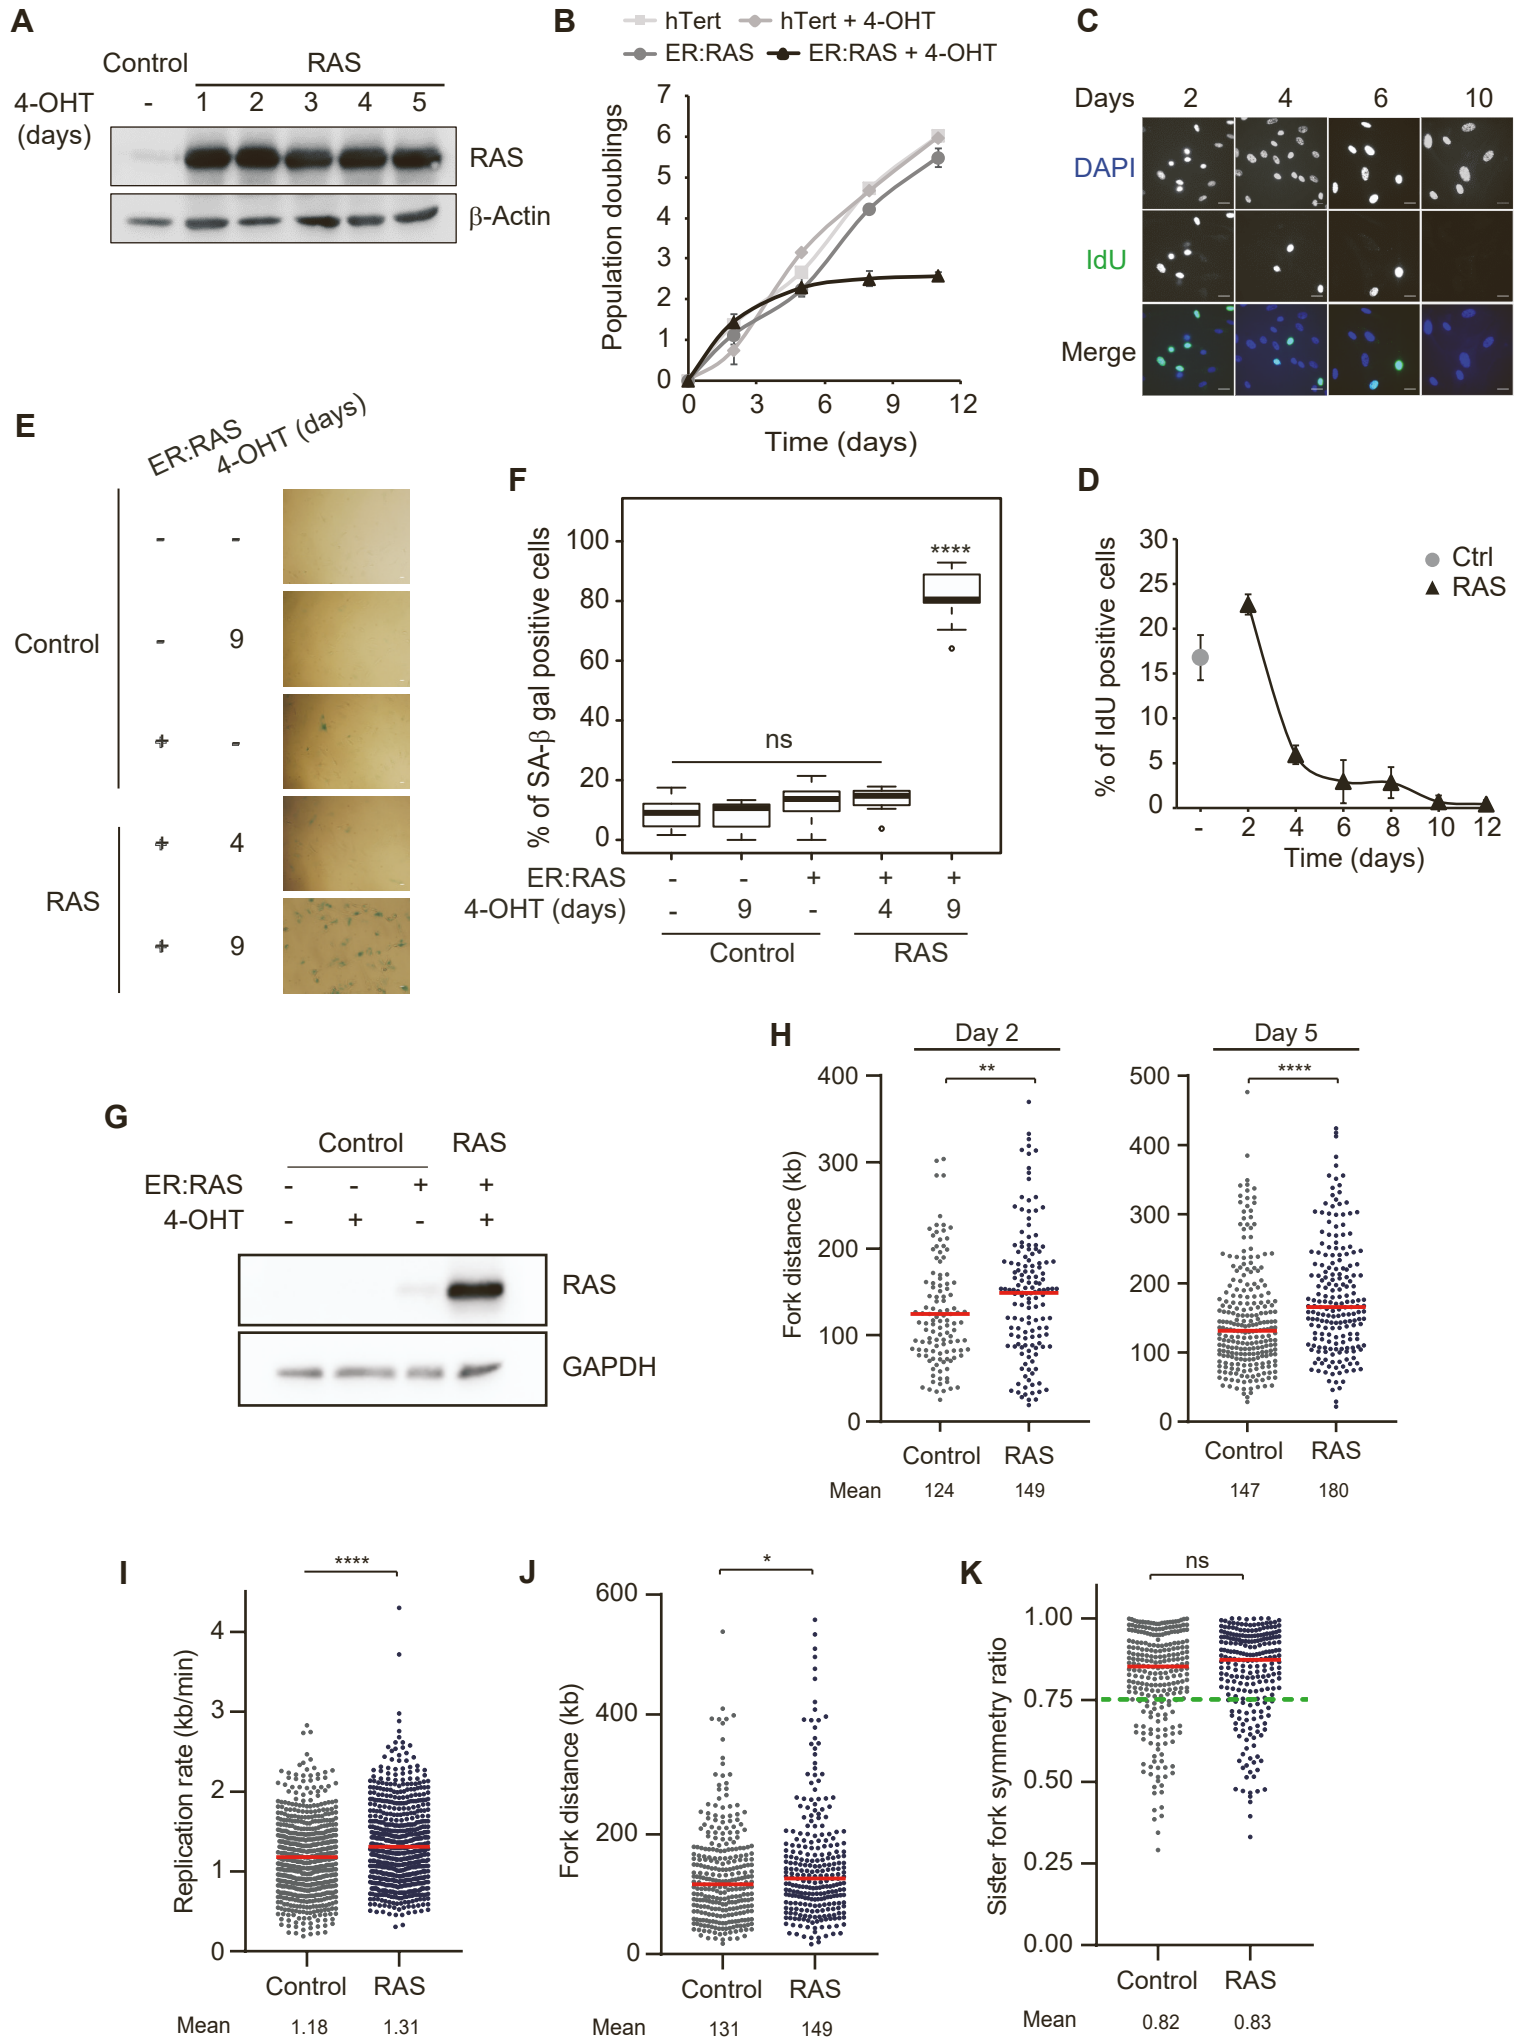 A
Control RAS
4-OHT (days) - 1 2 3 4 5
RAS
β-Actin
B
hTert hTert + 4-OHT
ER:RAS ER:RAS + 4-OHT
Population doublings
7
6
5
4
3
2
1
0
0 3 6 9 12
Time (days)
C
Days 2 4 6 10
DAPI
IdU
Merge
E
ER:RAS 4-OHT (days)
Control
- -
- 9
+ -
RAS
+ 4
+ 9
F
% of SA-β gal positive cells
100
80
60
40
20
0
ns
****
ER:RAS - - + + +
4-OHT (days) - 9 - 4 9
Control RAS
D
% of IdU positive cells
30
25
20
15
10
5
0
Ctrl
RAS
- 2 4 6 8 10 12
Time (days)
G
Control RAS
ER:RAS - - + +
4-OHT - + - +
RAS
GAPDH
H
Day 2
**
Fork distance (kb)
400
300
200
100
0
Control RAS
Mean 124 149
Day 5
****
500
400
300
200
100
0
Control RAS
147 180
I
****
Replication rate (kb/min)
4
3
2
1
0
Control RAS
Mean 1.18 1.31
J
*
Fork distance (kb)
600
400
200
0
Control RAS
Mean 131 149
K
ns
Sister fork symmetry ratio
1.00
0.75
0.50
0.25
0.00
Control RAS
Mean 0.82 0.83